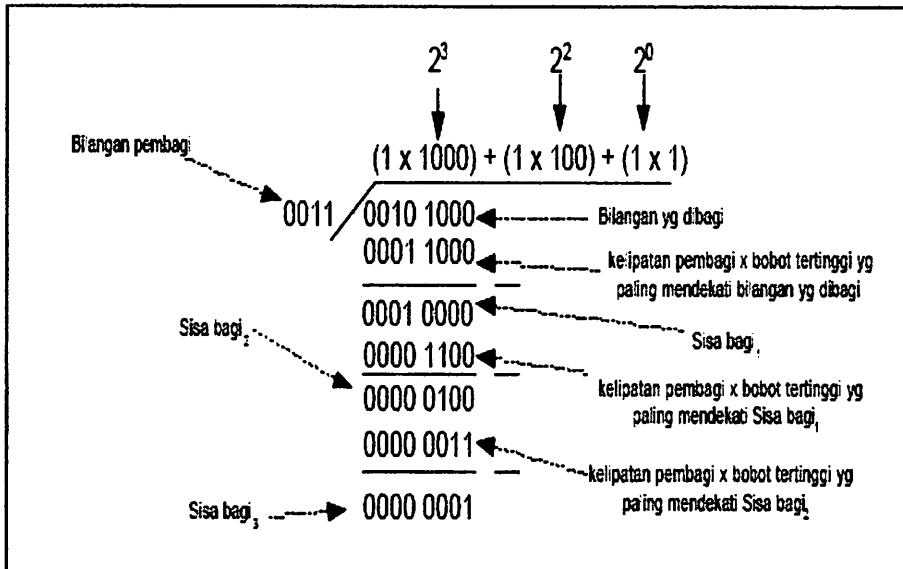 2³ 2² 2⁰
Bilangan pembagi
(1 x 1000) + (1 x 100) + (1 x 1)
0011 0010 1000 Bilangan yg dibagi
0001 1000 kelipatan pembagi x bobot tertinggi yg
paling mendekati bilangan yg dibagi
0001 0000 Sisa bagi₁
Sisa bagi₂
0000 1100 kelipatan pembagi x bobot tertinggi yg
paling mendekati Sisa bagi₁
0000 0100
0000 0011 kelipatan pembagi x bobot tertinggi yg
paling mendekati Sisa bagi₂
Sisa bagi₃ 0000 0001